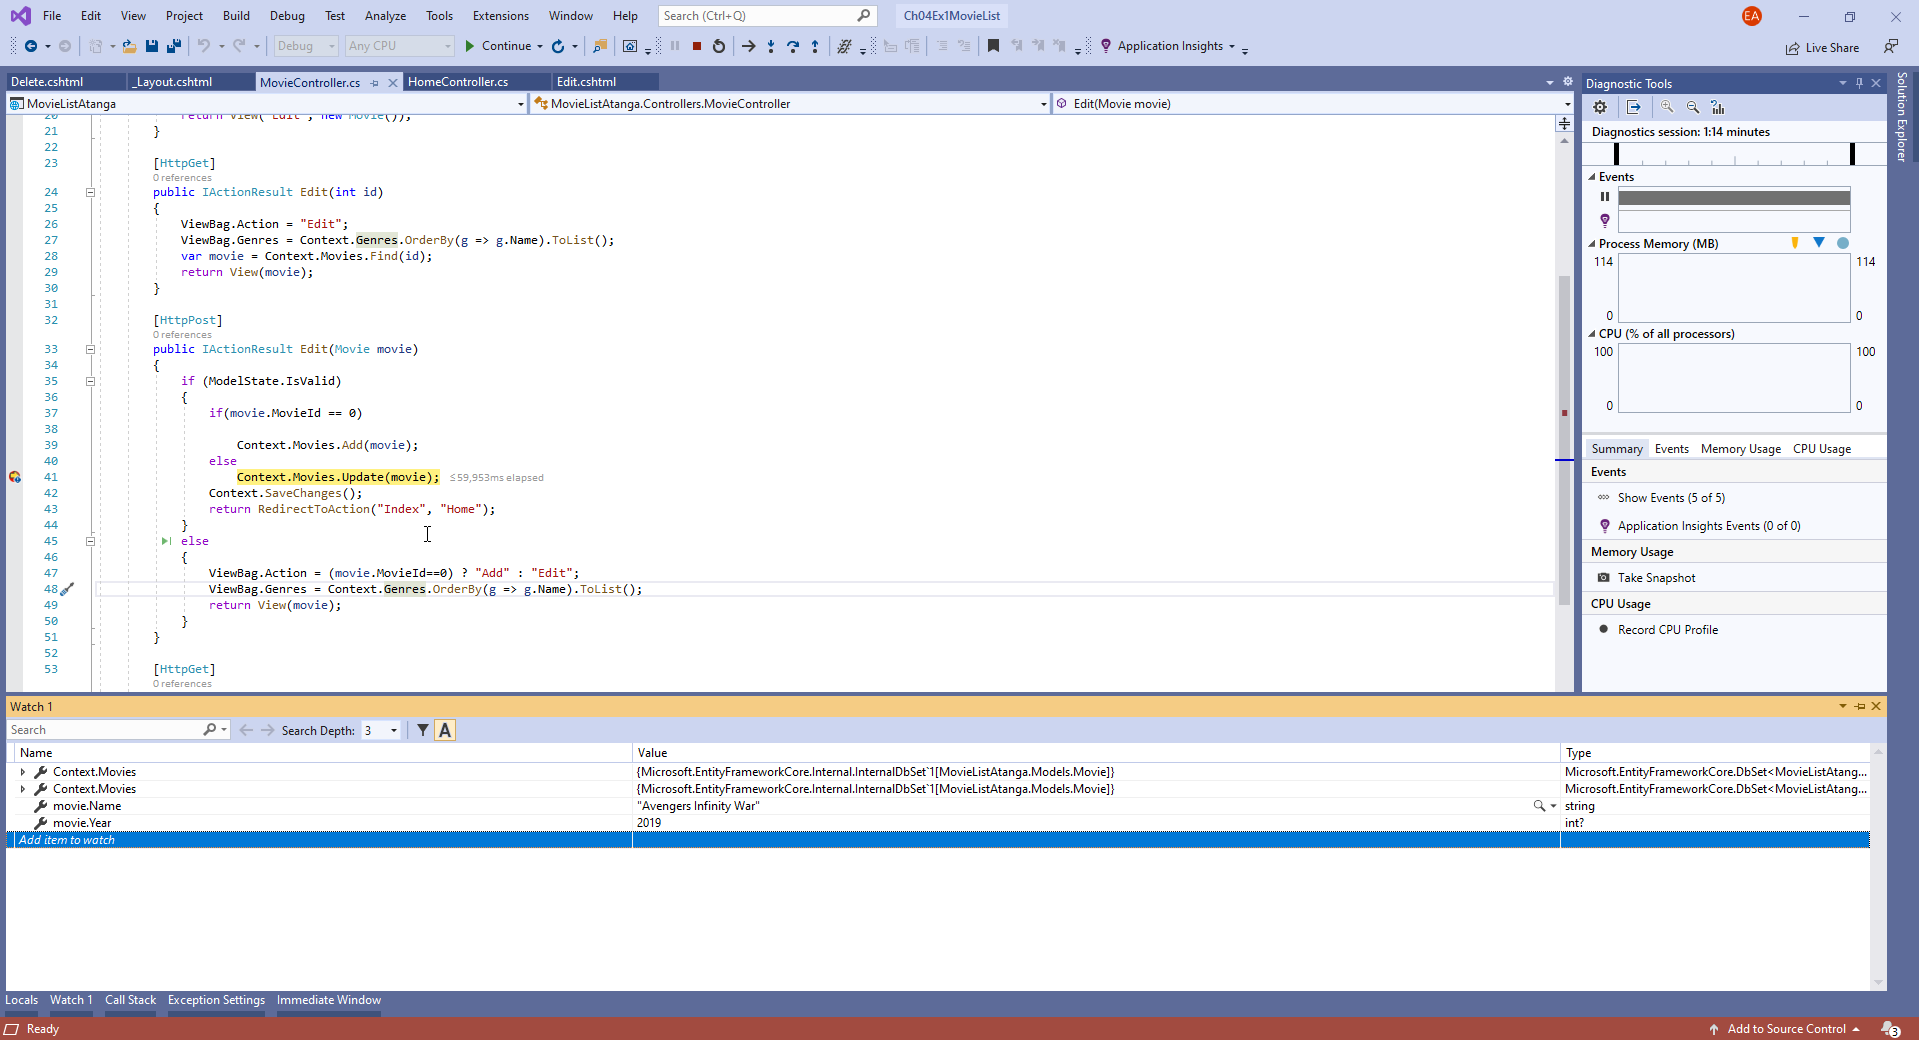 File Edit View Project Build Debug Test Analyze Tools Extensions Window Help Search (Ctrl+Q) Ch04Ex1MovieList EA
Debug Any CPU Continue Application Insights Live Share
Delete.cshtml _Layout.cshtml MovieController.cs HomeController.cs Edit.cshtml
MovieListAtanga MovieListAtanga.Controllers.MovieController Edit(Movie movie)
20 return View("Edit", new Movie());
21 }
22
23 [HttpGet]
0 references
24 public IActionResult Edit(int id)
25 {
26 ViewBag.Action = "Edit";
27 ViewBag.Genres = Context.Genres.OrderBy(g => g.Name).ToList();
28 var movie = Context.Movies.Find(id);
29 return View(movie);
30 }
31
32 [HttpPost]
0 references
33 public IActionResult Edit(Movie movie)
34 {
35 if (ModelState.IsValid)
36 {
37 if(movie.MovieId == 0)
38
39 Context.Movies.Add(movie);
40 else
41 Context.Movies.Update(movie); ≤59,953ms elapsed
42 Context.SaveChanges();
43 return RedirectToAction("Index", "Home");
44 }
45 else
46 {
47 ViewBag.Action = (movie.MovieId==0) ? "Add" : "Edit";
48 ViewBag.Genres = Context.Genres.OrderBy(g => g.Name).ToList();
49 return View(movie);
50 }
51 }
52
53 [HttpGet]
0 references
Diagnostic Tools
Diagnostics session: 1:14 minutes
Events
Process Memory (MB)
114 114
0 0
CPU (% of all processors)
100 100
0 0
Summary Events Memory Usage CPU Usage
Events
Show Events (5 of 5)
Application Insights Events (0 of 0)
Memory Usage
Take Snapshot
CPU Usage
Record CPU Profile
Solution Explorer
Watch 1
Search Search Depth: 3 A
Name Value Type
Context.Movies {Microsoft.EntityFrameworkCore.Internal.InternalDbSet`1[MovieListAtanga.Models.Movie]} Microsoft.EntityFrameworkCore.DbSet<MovieListAtang...
Context.Movies {Microsoft.EntityFrameworkCore.Internal.InternalDbSet`1[MovieListAtanga.Models.Movie]} Microsoft.EntityFrameworkCore.DbSet<MovieListAtang...
movie.Name "Avengers Infinity War" string
movie.Year 2019 int?
Add item to watch
Locals Watch 1 Call Stack Exception Settings Immediate Window
Ready Add to Source Control 3